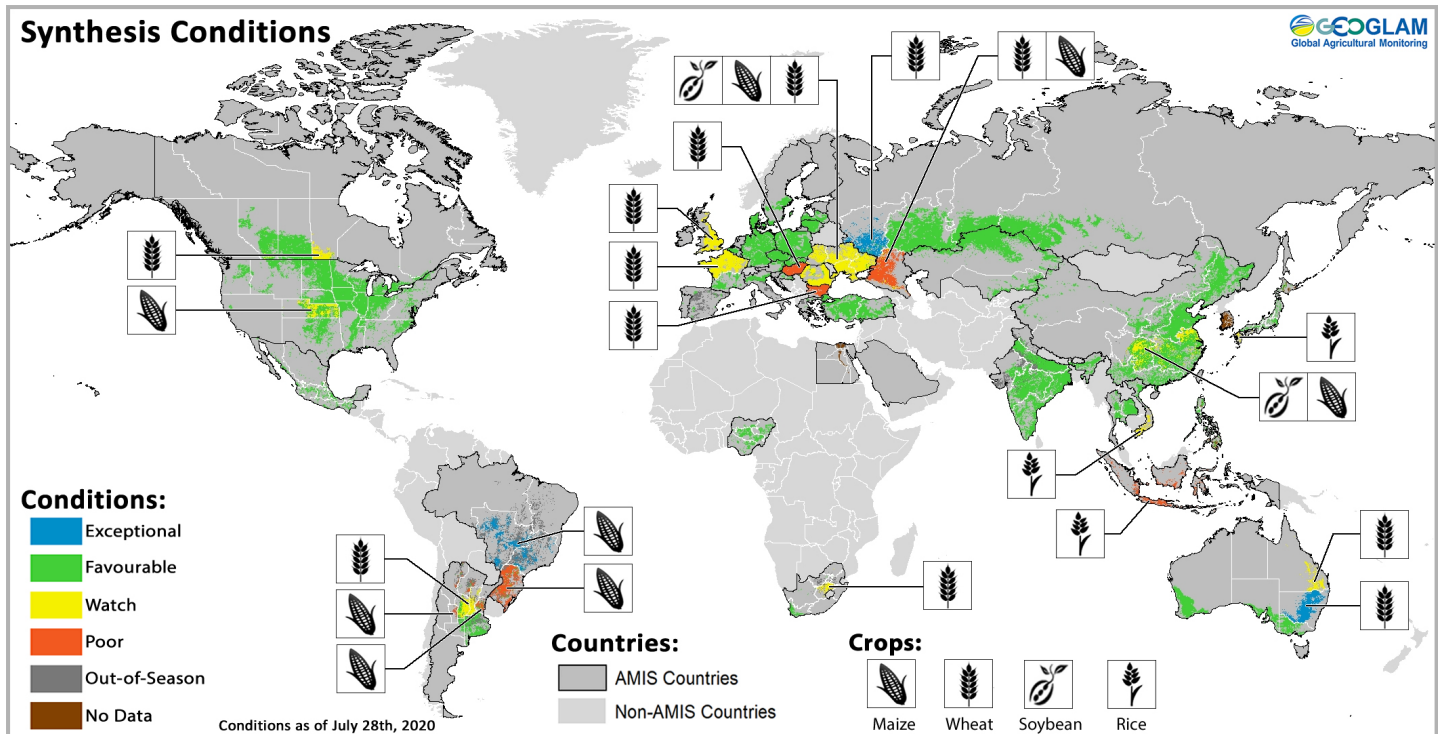 Synthesis Conditions
GEOGLAM
Global Agricultural Monitoring
Conditions:
Exceptional
Favourable
Watch
Poor
Out-of-Season
No Data
Conditions as of July 28th, 2020
Countries:
AMIS Countries
Non-AMIS Countries
Crops:
Maize
Wheat
Soybean
Rice